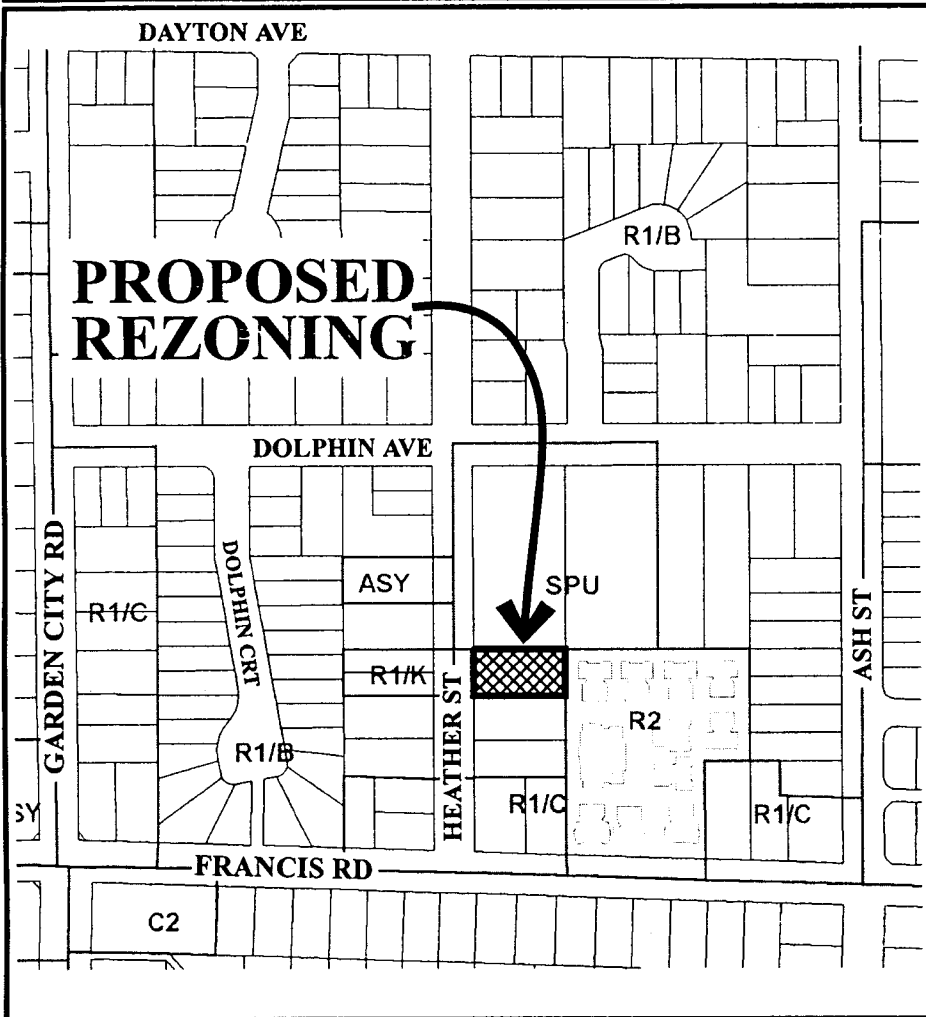 DAYTON AVE
R1/B
PROPOSED
REZONING
DOLPHIN AVE
ASY
SPU
R1/C
DOLPHIN CRT
GARDEN CITY RD
R1/K
HEATHER ST
R2
ASH ST
R1/B
R1/C
R1/C
SY
FRANCIS RD
C2